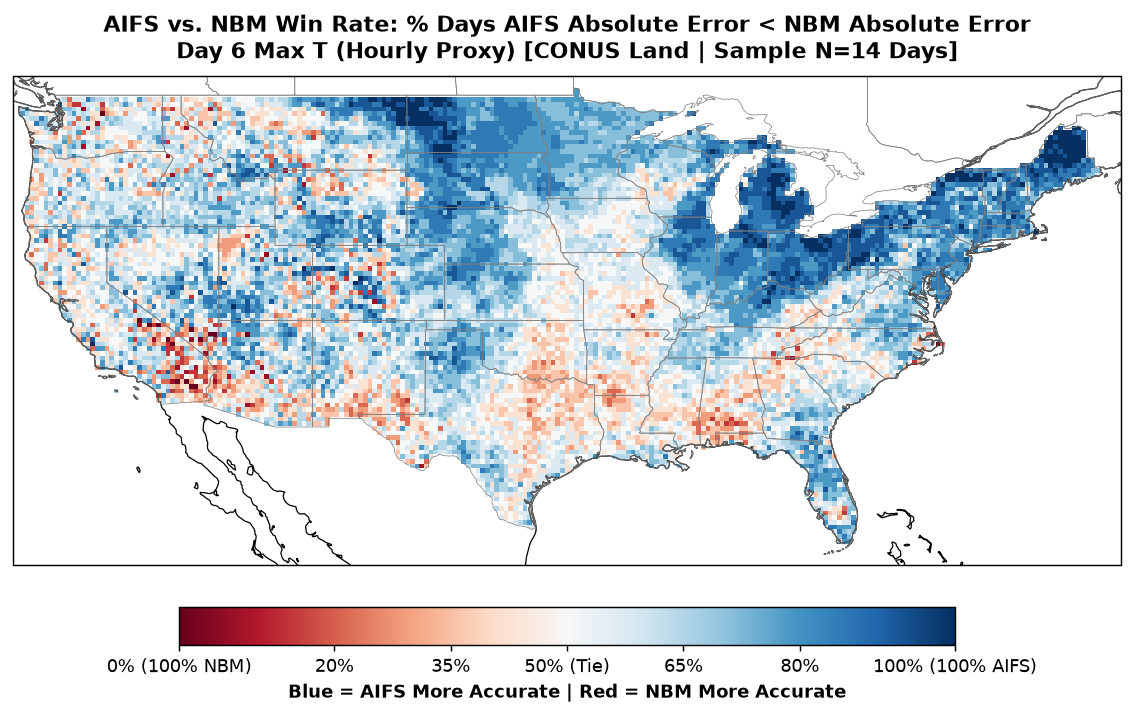 AIFS vs. NBM Win Rate: % Days AIFS Absolute Error < NBM Absolute Error
Day 6 Max T (Hourly Proxy) [CONUS Land | Sample N=14 Days]
0% (100% NBM) 20% 35% 50% (Tie) 65% 80% 100% (100% AIFS)
Blue = AIFS More Accurate | Red = NBM More Accurate